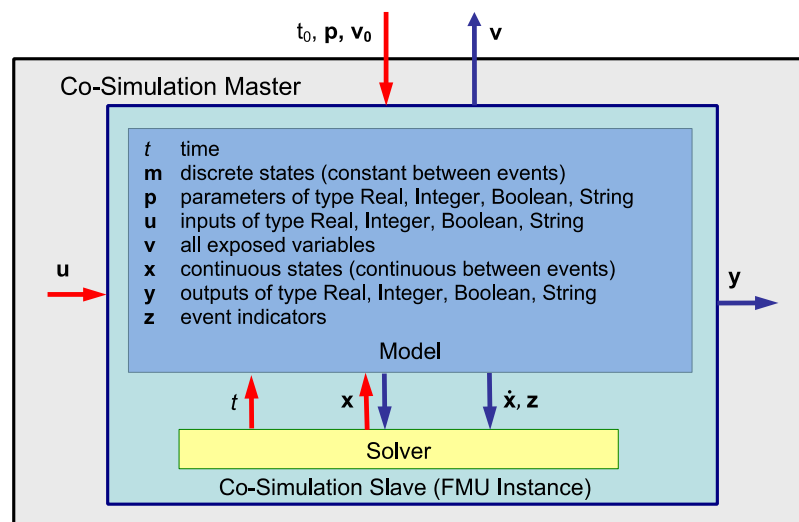 t0, p, v0
v
Co-Simulation Master
t time
m discrete states (constant between events)
p parameters of type Real, Integer, Boolean, String
u inputs of type Real, Integer, Boolean, String
v all exposed variables
x continuous states (continuous between events)
y outputs of type Real, Integer, Boolean, String
z event indicators
u
y
Model
t
x
ẋ, z
Solver
Co-Simulation Slave (FMU Instance)